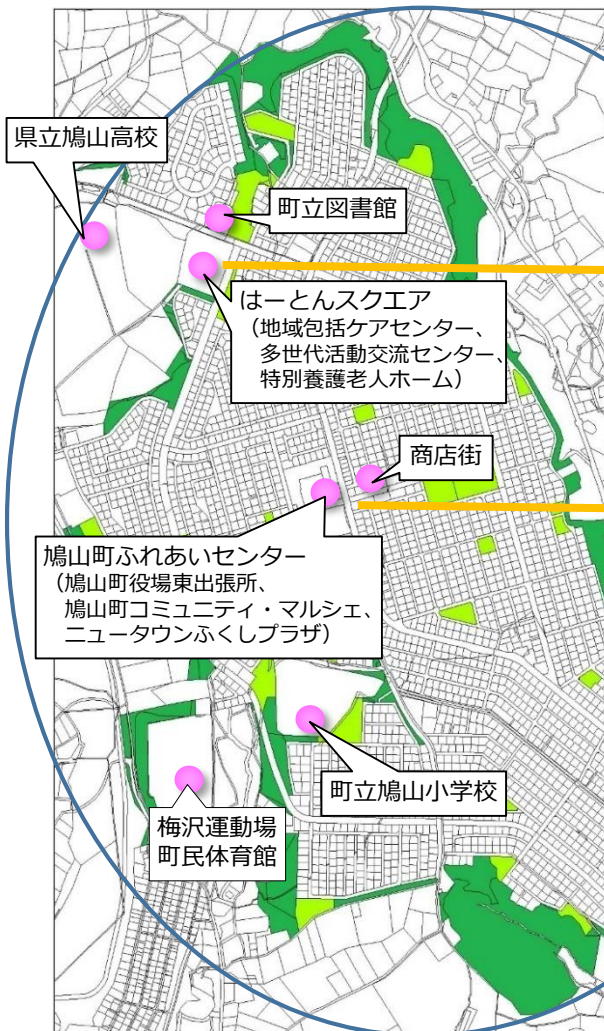 県立鳩山高校
町立図書館
はーとんスクエア
（地域包括ケアセンター、
多世代活動交流センター、
特別養護老人ホーム）
商店街
鳩山町ふれあいセンター
（鳩山町役場東出張所、
鳩山町コミュニティ・マルシェ、
ニュータウンふくしプラザ）
町立鳩山小学校
梅沢運動場
町民体育館